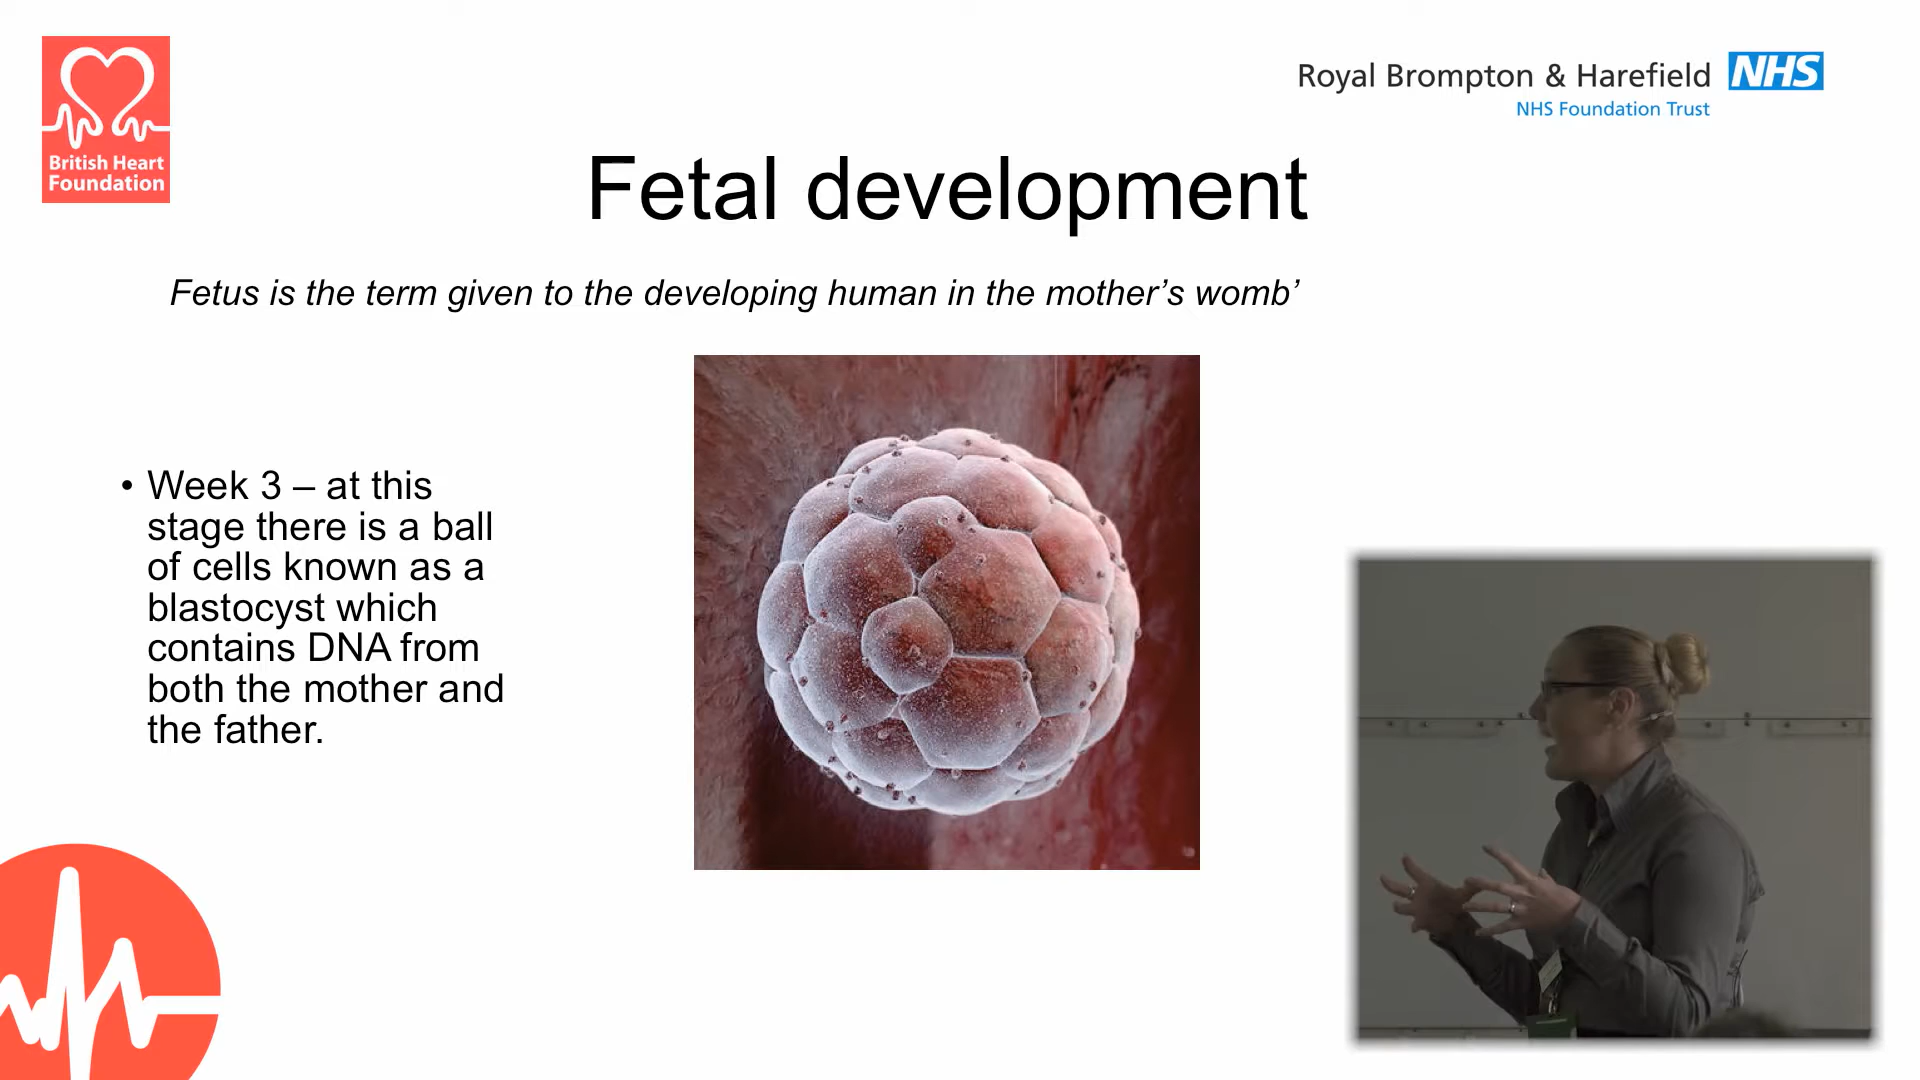 British Heart
Foundation
Royal Brompton & Harefield NHS
NHS Foundation Trust
Fetal development
Fetus is the term given to the developing human in the mother’s womb’
• Week 3 – at this
stage there is a ball
of cells known as a
blastocyst which
contains DNA from
both the mother and
the father.